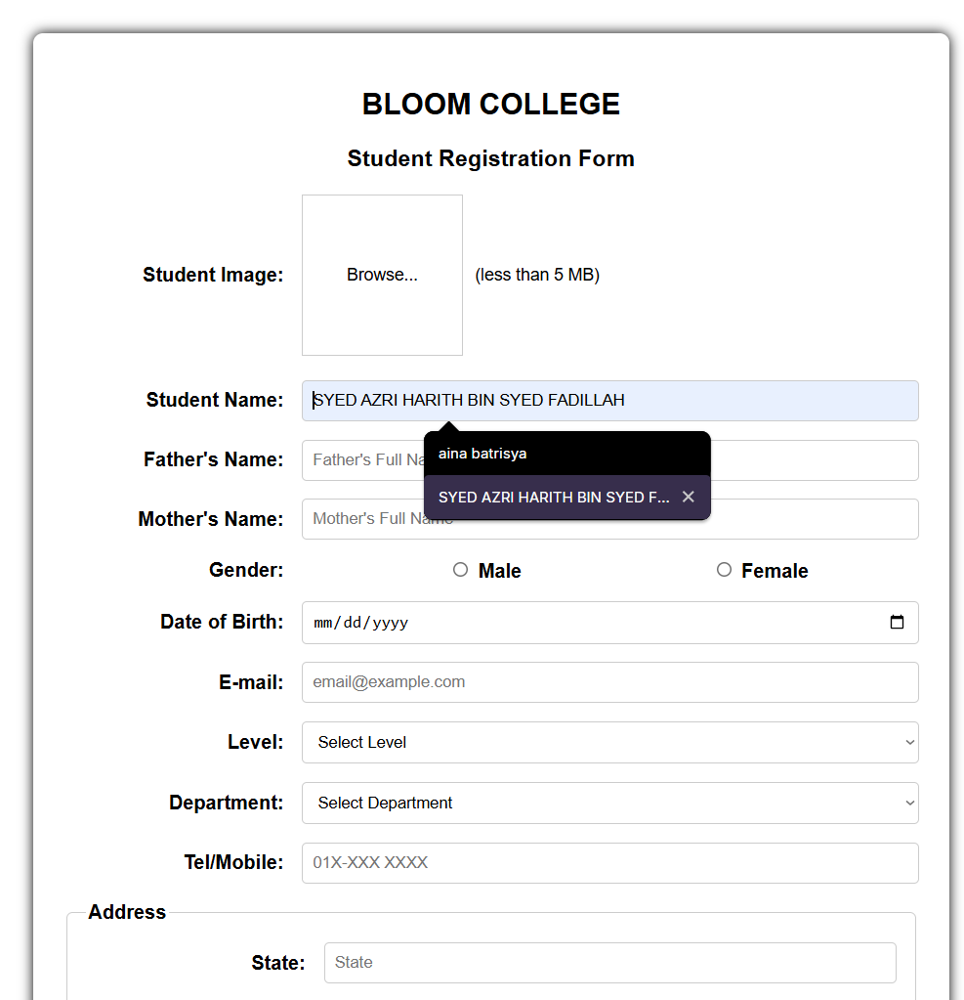 BLOOM COLLEGE
Student Registration Form
Student Image:
Browse...
(less than 5 MB)
Student Name:
SYED AZRI HARITH BIN SYED FADILLAH
aina batrisya
SYED AZRI HARITH BIN SYED F...
Father's Name:
Father's Full Na
Mother's Name:
Mother's Full Name
Gender:
Male
Female
Date of Birth:
mm/dd/yyyy
E-mail:
email@example.com
Level:
Select Level
Department:
Select Department
Tel/Mobile:
01X-XXX XXXX
Address
State:
State